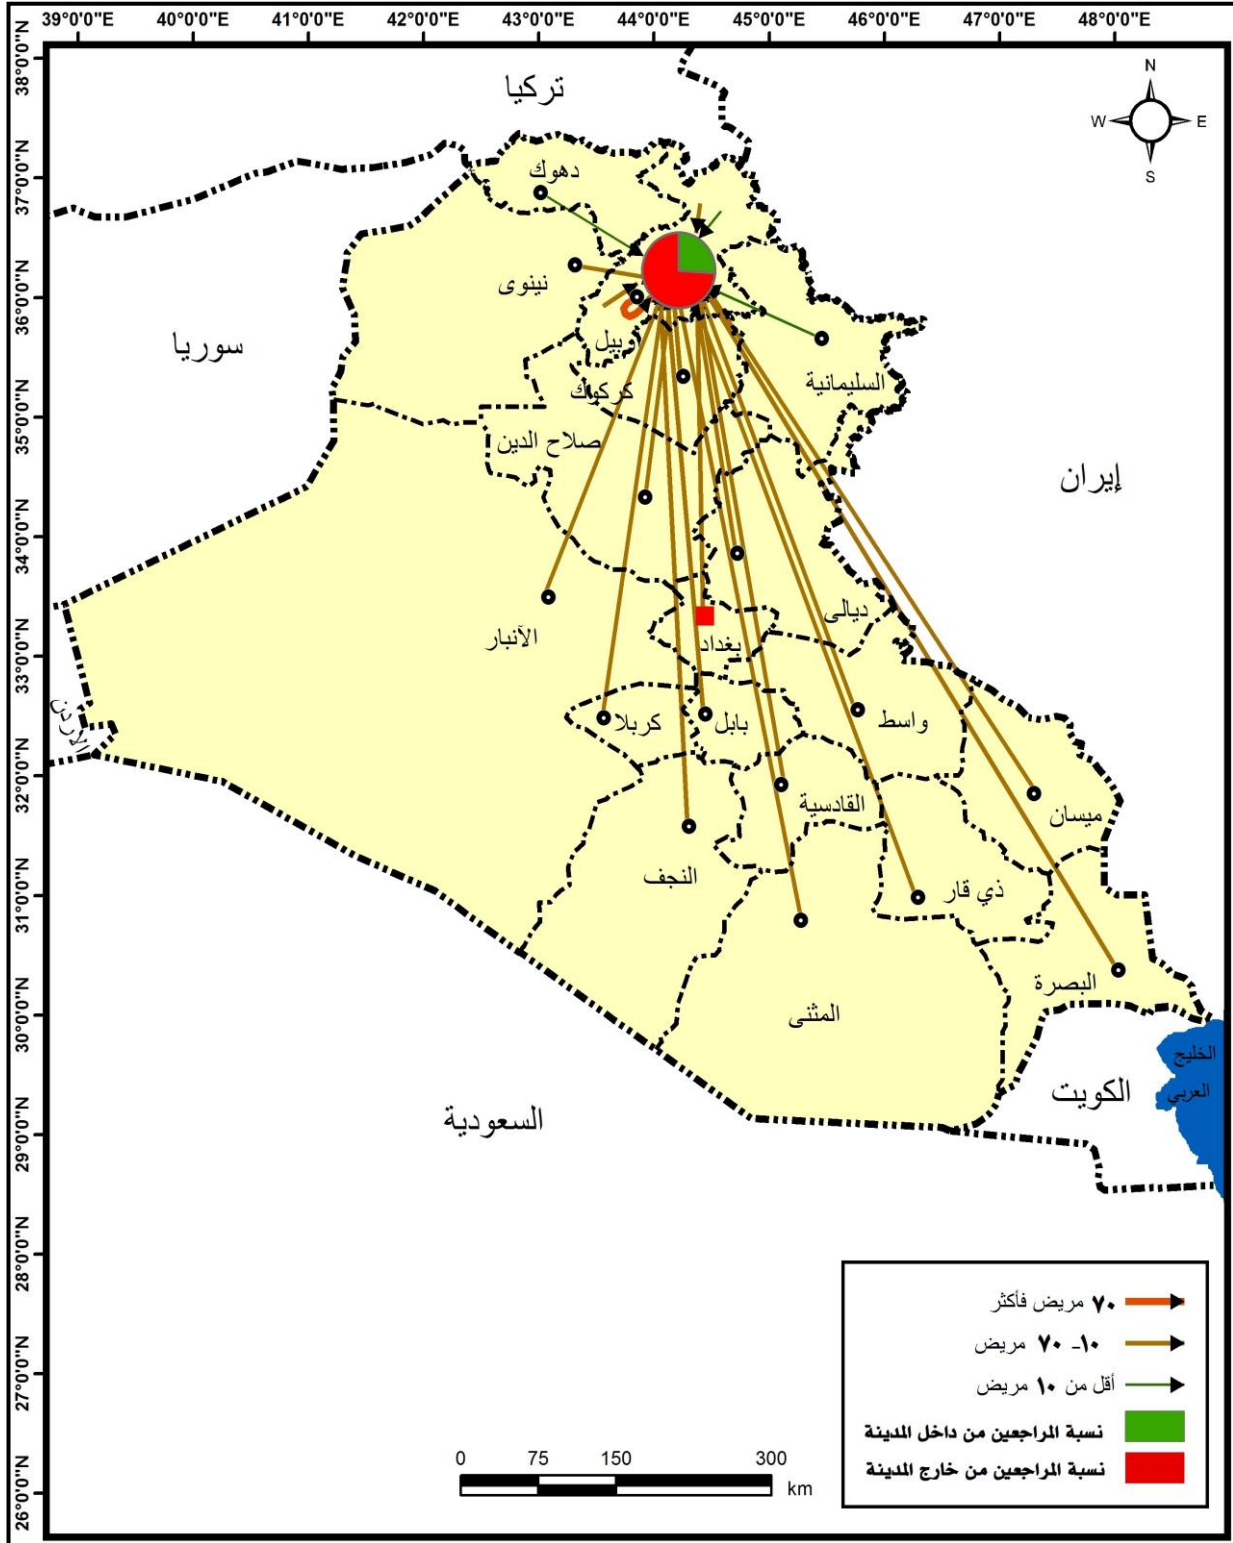 39°0'0"E 40°0'0"E 41°0'0"E 42°0'0"E 43°0'0"E 44°0'0"E 45°0'0"E 46°0'0"E 47°0'0"E 48°0'0"E
38°0'0"N
37°0'0"N
36°0'0"N
35°0'0"N
34°0'0"N
33°0'0"N
32°0'0"N
31°0'0"N
30°0'0"N
29°0'0"N
28°0'0"N
27°0'0"N
26°0'0"N
N
W E
S
تركيا
دهوك
نينوى
سوريا
السليمانية
كركوك
صلاح الدين
إيران
ديالى
الآنبار
بغداد
الاردن
كربلا
بابل
واسط
القادسية
ميسان
النجف
ذي قار
البصرة
المثنى
الخليج
العربي
الكويت
السعودية
٧٠ مريض فأكثر
١٠- ٧٠ مريض
أقل من ١٠ مريض
نسبة المراجعين من داخل المدينة
نسبة المراجعين من خارج المدينة
0 75 150 300
km